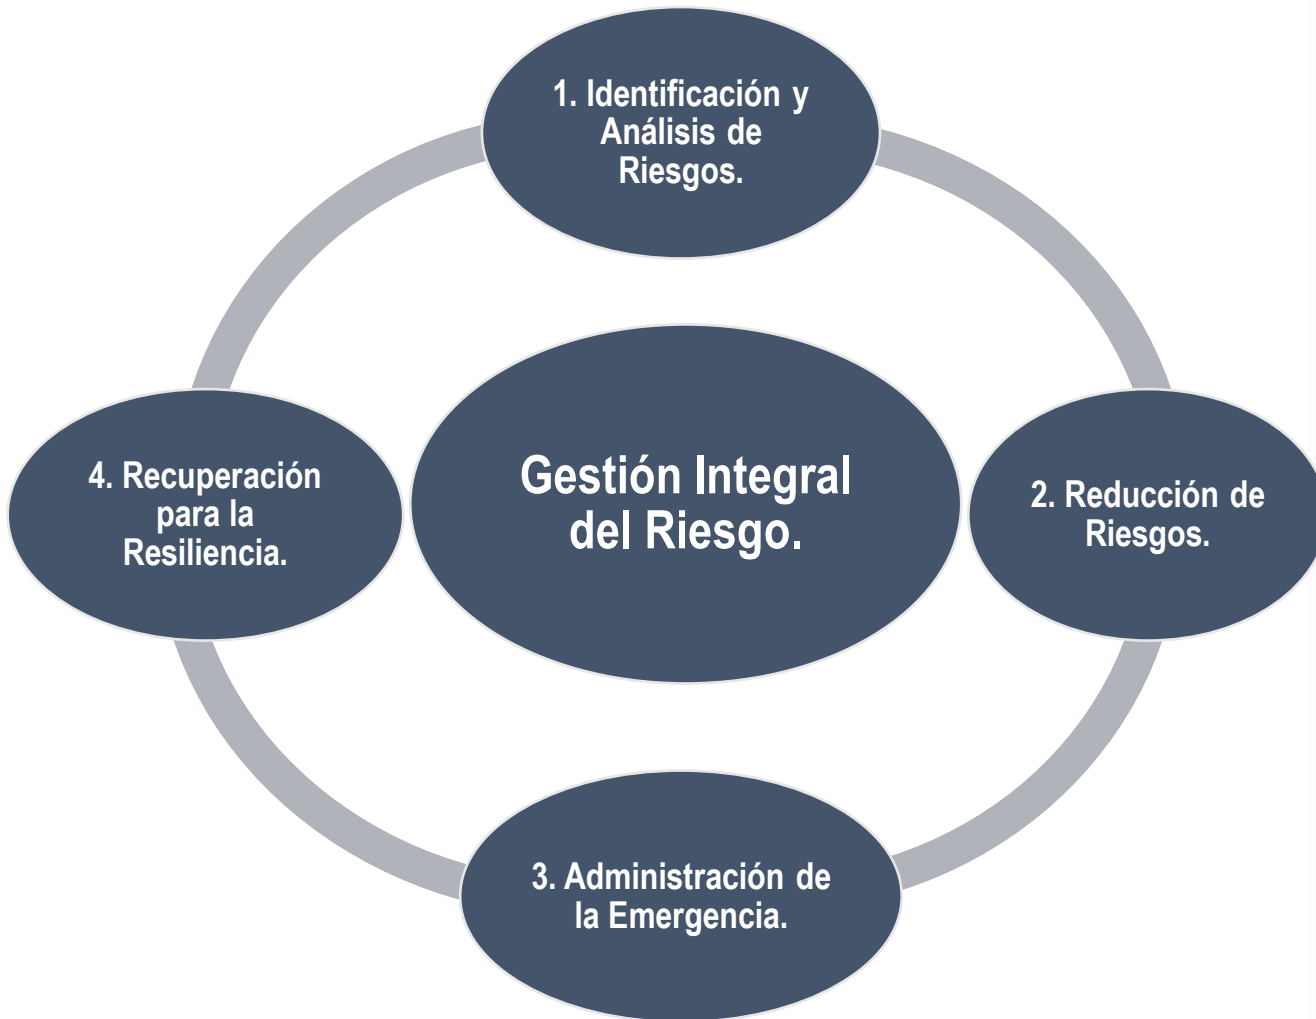 1. Identificación y
Análisis de
Riesgos.
Gestión Integral
del Riesgo.
2. Reducción de
Riesgos.
3. Administración de
la Emergencia.
4. Recuperación
para la
Resiliencia.